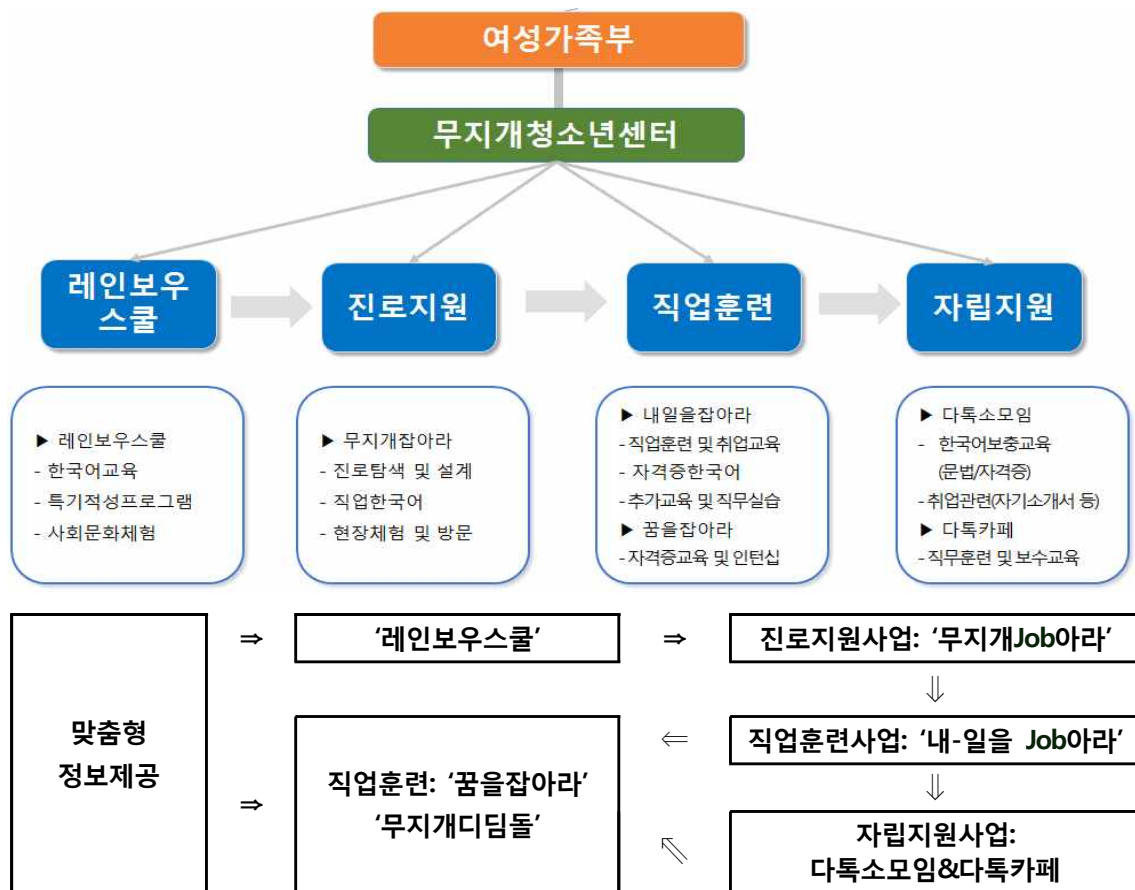 여성가족부
무지개청소년센터
레인보우
스쿨
진로지원
직업훈련
자립지원
▶ 레인보우스쿨
- 한국어교육
- 특기적성프로그램
- 사회문화체험
▶ 무지개잡아라
- 진로탐색 및 설계
- 직업한국어
- 현장체험 및 방문
▶ 내일을잡아라
- 직업훈련 및 취업교육
- 자격증한국어
- 추가교육 및 직무실습
▶ 꿈을잡아라
- 자격증교육 및 인턴십
▶ 다톡소모임
- 한국어보충교육
(문법/자격증)
- 취업관련(자기소개서 등)
▶ 다톡카페
- 직무훈련 및 보수교육
맞춤형
정보제공
⇒
‘레인보우스쿨’
⇒
진로지원사업: ‘무지개Job아라’
⇓
⇐
직업훈련사업: ‘내-일을 Job아라’
⇒
직업훈련: ‘꿈을잡아라’
‘무지개디딤돌’
⇓
⇖
자립지원사업:
다톡소모임&다톡카페